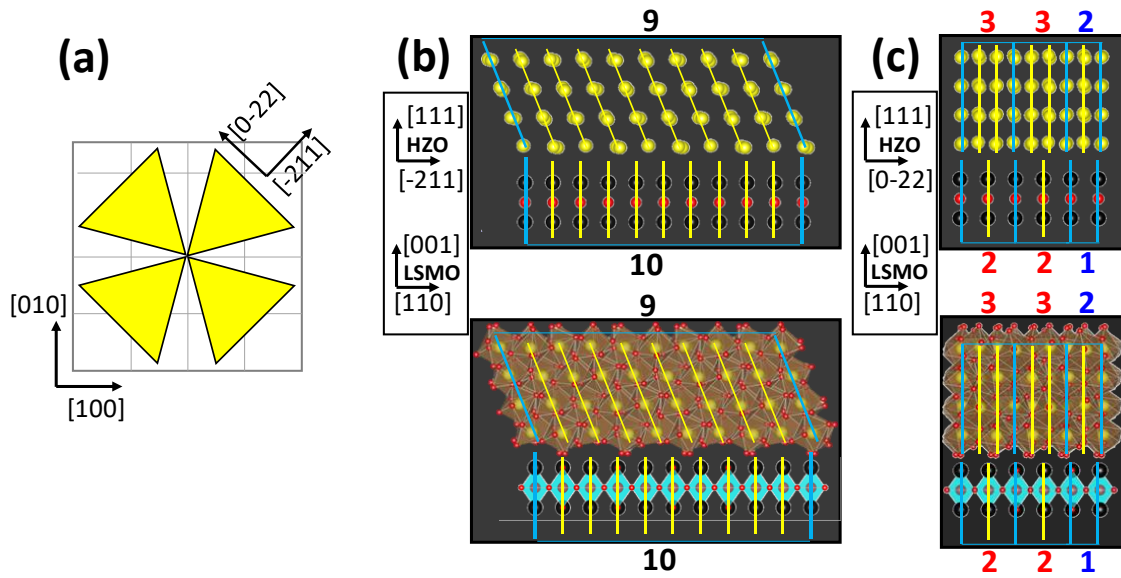 (a)
[0-22]
[-211]
[010]
[100]
(b)
9
[111]
HZO
[-211]
[001]
LSMO
[110]
10
9
10
(c)
3 3 2
[111]
HZO
[0-22]
[001]
LSMO
[110]
2 2 1
3 3 2
2 2 1